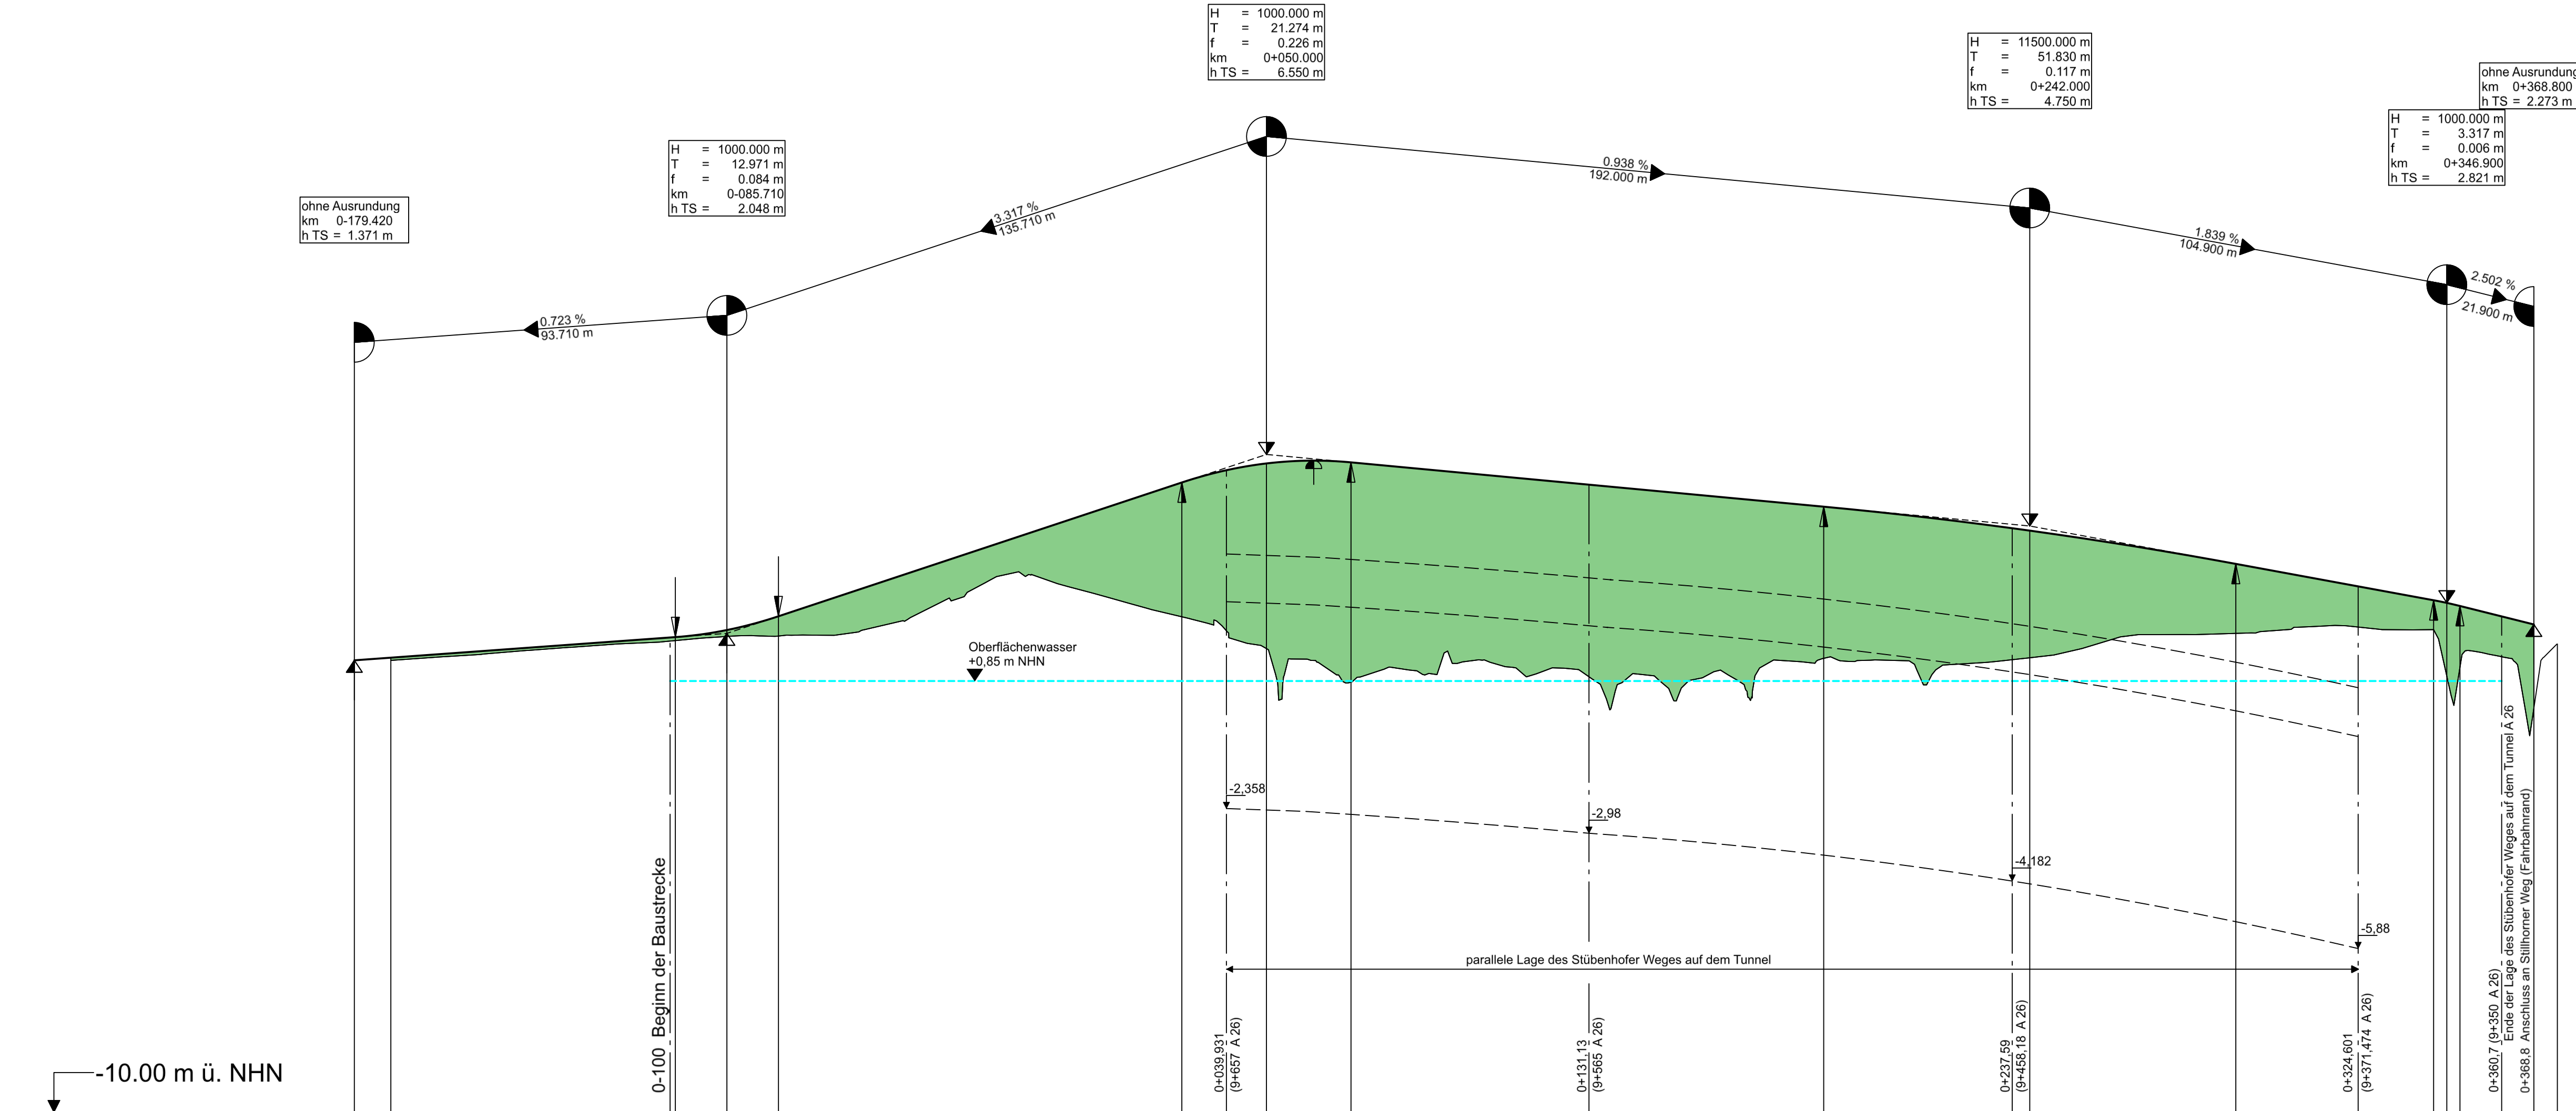 H = 1000.000 m
T = 21.274 m
f = 0.226 m
km 0+050.000
h TS = 6.550 m
H = 11500.000 m
T = 51.830 m
f = 0.117 m
km 0+242.000
h TS = 4.750 m
ohne Ausrundung
km 0+368.800
h TS = 2.273 m
H = 1000.000 m
T = 3.317 m
f = 0.006 m
km 0+346.900
h TS = 2.821 m
H = 1000.000 m
T = 12.971 m
f = 0.084 m
km 0-085.710
h TS = 2.048 m
ohne Ausrundung
km 0-179.420
h TS = 1.371 m
0.723 %
93.710 m
3.317 %
135.710 m
0.938 %
192.000 m
1.839 %
104.900 m
2.502 %
21.900 m
Oberflächenwasser
+0,85 m NHN
-2,358
-2,98
-4,182
-5,88
parallele Lage des Stübenhofer Weges auf dem Tunnel
0-100 Beginn der Baustrecke
0+039,931
(9+657 A 26)
0+131,13
(9+565 A 26)
0+237,59
(9+458,18 A 26)
0+324,601
(9+371,474 A 26)
0+360,7 (9+350 A 26)
Ende der Lage des Stübenhofer Weges auf dem Tunnel A 26
0+368,8 Anschluss an Stillhorner Weg (Fahrbahnrand)
-10.00 m ü. NHN